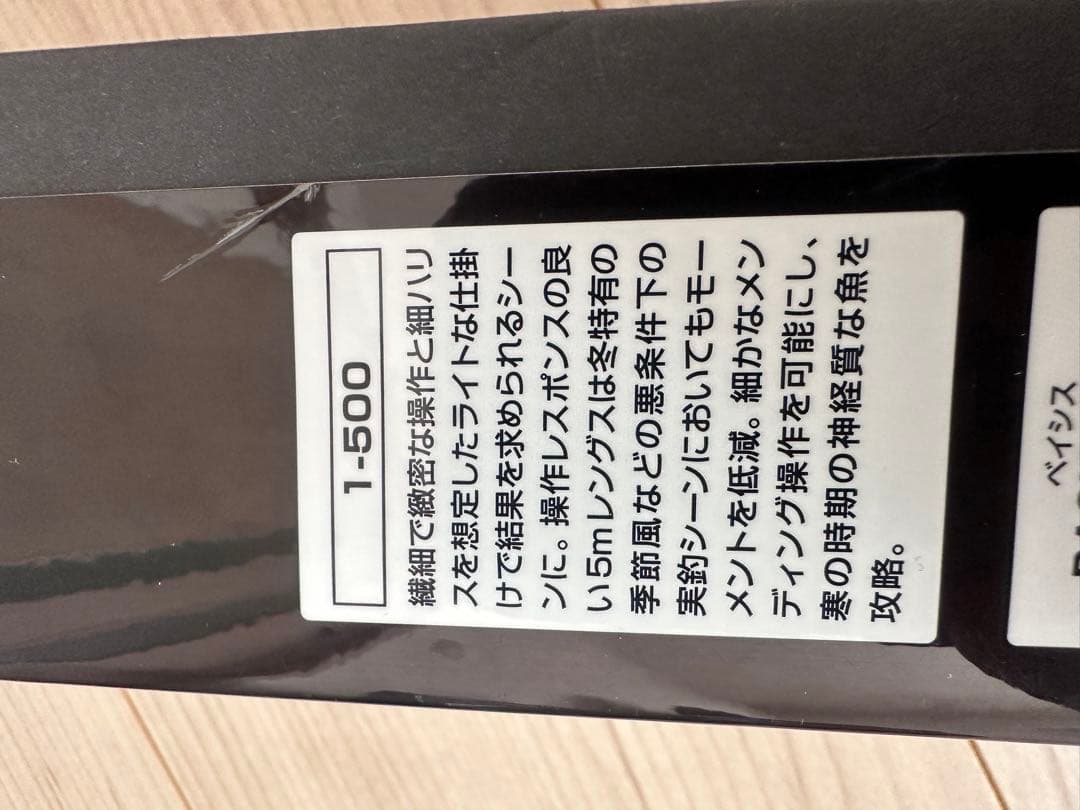 1-500
繊細で緻密な操作と細ハリ
スを想定したライトな仕掛
けで結果を求められるシー
ンに。操作レスポンスの良
い5mレングスは冬特有の
季節風などの悪条件下の
実釣シーンにおいてもモー
メントを低減。細かなメン
ディング操作を可能にし、
寒の時期の神経質な魚を
攻略。
ベイシス